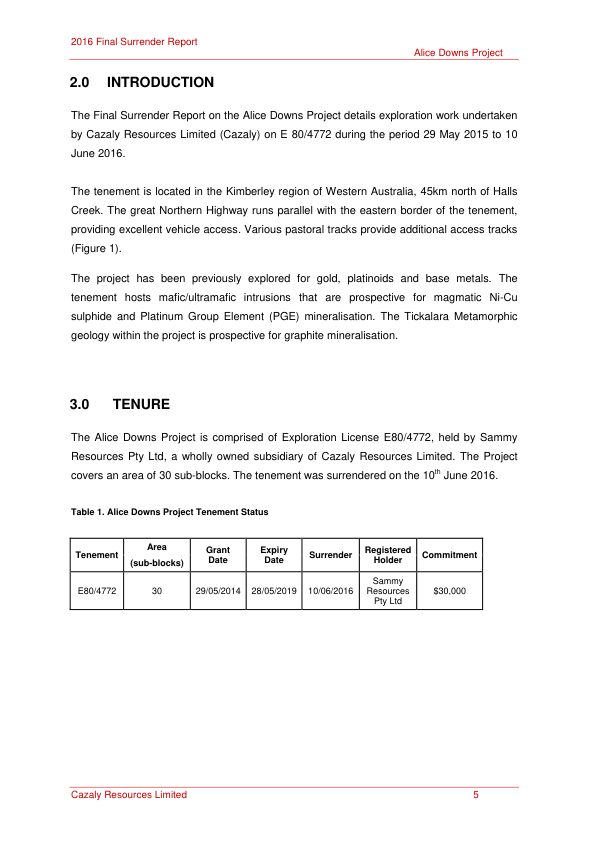 2016 Final Surrender Report
Alice Downs Project
2.0 INTRODUCTION
The Final Surrender Report on the Alice Downs Project details exploration work undertaken
by Cazaly Resources Limited (Cazaly) on E 80/4772 during the period 29 May 2015 to 10
June 2016.
The tenement is located in the Kimberley region of Western Australia, 45km north of Halls
Creek. The great Northern Highway runs parallel with the eastern border of the tenement,
providing excellent vehicle access. Various pastoral tracks provide additional access tracks
(Figure 1).
The project has been previously explored for gold, platinoids and base metals. The
tenement hosts mafic/ultramafic intrusions that are prospective for magmatic Ni-Cu
sulphide and Platinum Group Element (PGE) mineralisation. The Tickalara Metamorphic
geology within the project is prospective for graphite mineralisation.
3.0 TENURE
The Alice Downs Project is comprised of Exploration License E80/4772, held by Sammy
Resources Pty Ltd, a wholly owned subsidiary of Cazaly Resources Limited. The Project
covers an area of 30 sub-blocks. The tenement was surrendered on the 10th June 2016.
Table 1. Alice Downs Project Tenement Status
Tenement Area (sub-blocks) Grant Date Expiry Date Surrender Registered Holder Commitment
E80/4772 30 29/05/2014 28/05/2019 10/06/2016 Sammy Resources Pty Ltd $30,000
Cazaly Resources Limited 5